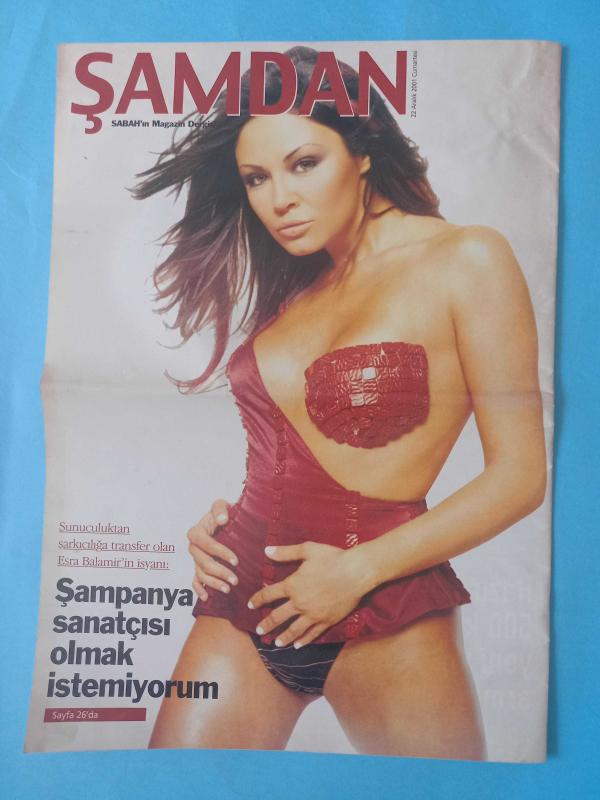 ŞAMDAN
SABAH'ın Magazin Dergisi
22 Aralık 2001 Cumartesi
Sunuculuktan
şarkıcılığa transfer olan
Esra Balamir'in isyanı:
Şampanya
sanatçısı
olmak
istemiyorum
Sayfa 26'da